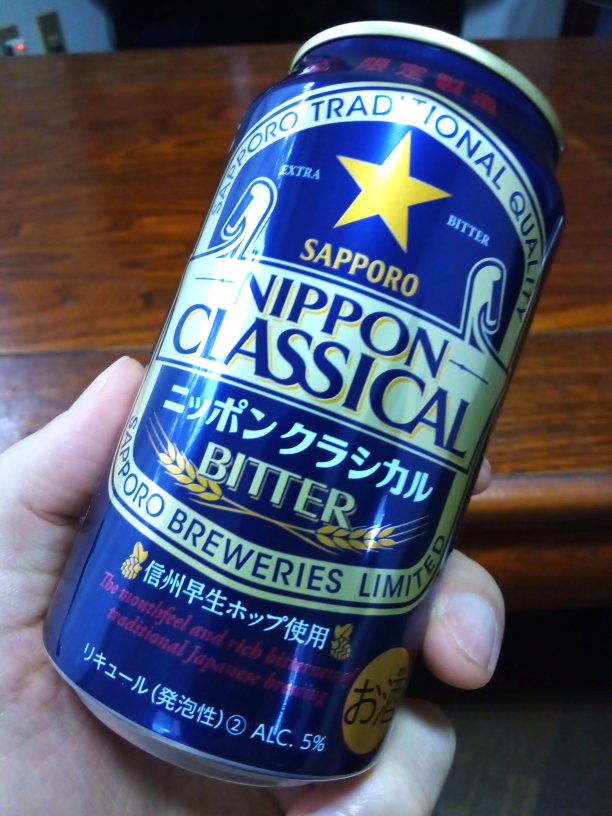 限定製造
SAPPORO TRADITIONAL QUALITY
EXTRA
BITTER
SAPPORO
NIPPON
CLASSICAL
ニッポンクラシカル
BITTER
SAPPORO BREWERIES LIMITED
信州早生ホップ使用
The mouthfeel and rich bitterness of
traditional Japanese brewing
リキュール(発泡性)② ALC. 5%
お酒